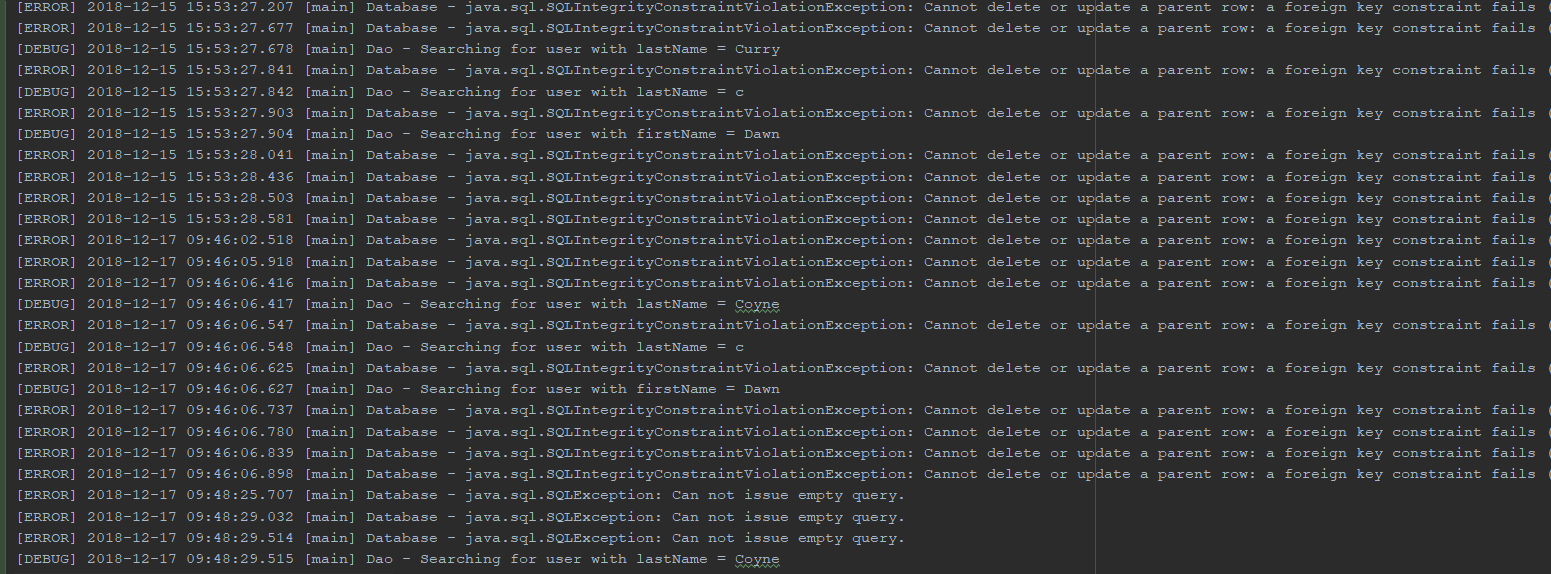 [ERROR] 2018-12-15 15:53:27.207 [main] Database - java.sql.SQLIntegrityConstraintViolationException: Cannot delete or update a parent row: a foreign key constraint fails (
[ERROR] 2018-12-15 15:53:27.677 [main] Database - java.sql.SQLIntegrityConstraintViolationException: Cannot delete or update a parent row: a foreign key constraint fails (
[DEBUG] 2018-12-15 15:53:27.678 [main] Dao - Searching for user with lastName = Curry
[ERROR] 2018-12-15 15:53:27.841 [main] Database - java.sql.SQLIntegrityConstraintViolationException: Cannot delete or update a parent row: a foreign key constraint fails (
[DEBUG] 2018-12-15 15:53:27.842 [main] Dao - Searching for user with lastName = c
[ERROR] 2018-12-15 15:53:27.903 [main] Database - java.sql.SQLIntegrityConstraintViolationException: Cannot delete or update a parent row: a foreign key constraint fails (
[DEBUG] 2018-12-15 15:53:27.904 [main] Dao - Searching for user with firstName = Dawn
[ERROR] 2018-12-15 15:53:28.041 [main] Database - java.sql.SQLIntegrityConstraintViolationException: Cannot delete or update a parent row: a foreign key constraint fails (
[ERROR] 2018-12-15 15:53:28.436 [main] Database - java.sql.SQLIntegrityConstraintViolationException: Cannot delete or update a parent row: a foreign key constraint fails (
[ERROR] 2018-12-15 15:53:28.503 [main] Database - java.sql.SQLIntegrityConstraintViolationException: Cannot delete or update a parent row: a foreign key constraint fails (
[ERROR] 2018-12-15 15:53:28.581 [main] Database - java.sql.SQLIntegrityConstraintViolationException: Cannot delete or update a parent row: a foreign key constraint fails (
[ERROR] 2018-12-17 09:46:02.518 [main] Database - java.sql.SQLIntegrityConstraintViolationException: Cannot delete or update a parent row: a foreign key constraint fails (
[ERROR] 2018-12-17 09:46:05.918 [main] Database - java.sql.SQLIntegrityConstraintViolationException: Cannot delete or update a parent row: a foreign key constraint fails (
[ERROR] 2018-12-17 09:46:06.416 [main] Database - java.sql.SQLIntegrityConstraintViolationException: Cannot delete or update a parent row: a foreign key constraint fails (
[DEBUG] 2018-12-17 09:46:06.417 [main] Dao - Searching for user with lastName = Coyne
[ERROR] 2018-12-17 09:46:06.547 [main] Database - java.sql.SQLIntegrityConstraintViolationException: Cannot delete or update a parent row: a foreign key constraint fails (
[DEBUG] 2018-12-17 09:46:06.548 [main] Dao - Searching for user with lastName = c
[ERROR] 2018-12-17 09:46:06.625 [main] Database - java.sql.SQLIntegrityConstraintViolationException: Cannot delete or update a parent row: a foreign key constraint fails (
[DEBUG] 2018-12-17 09:46:06.627 [main] Dao - Searching for user with firstName = Dawn
[ERROR] 2018-12-17 09:46:06.737 [main] Database - java.sql.SQLIntegrityConstraintViolationException: Cannot delete or update a parent row: a foreign key constraint fails (
[ERROR] 2018-12-17 09:46:06.780 [main] Database - java.sql.SQLIntegrityConstraintViolationException: Cannot delete or update a parent row: a foreign key constraint fails (
[ERROR] 2018-12-17 09:46:06.839 [main] Database - java.sql.SQLIntegrityConstraintViolationException: Cannot delete or update a parent row: a foreign key constraint fails (
[ERROR] 2018-12-17 09:46:06.898 [main] Database - java.sql.SQLIntegrityConstraintViolationException: Cannot delete or update a parent row: a foreign key constraint fails (
[ERROR] 2018-12-17 09:48:25.707 [main] Database - java.sql.SQLException: Can not issue empty query.
[ERROR] 2018-12-17 09:48:29.032 [main] Database - java.sql.SQLException: Can not issue empty query.
[ERROR] 2018-12-17 09:48:29.514 [main] Database - java.sql.SQLException: Can not issue empty query.
[DEBUG] 2018-12-17 09:48:29.515 [main] Dao - Searching for user with lastName = Coyne